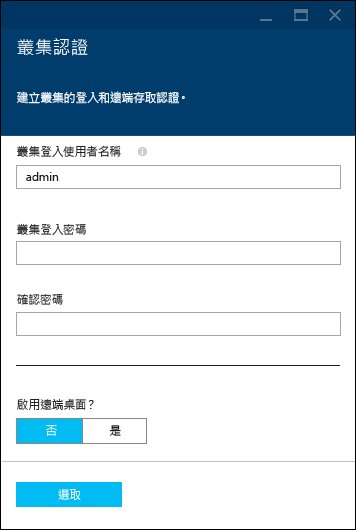 叢集認證
建立叢集的登入和遠端存取認證。
叢集登入使用者名稱
admin
叢集登入密碼
確認密碼
啟用遠端桌面？
否
是
選取